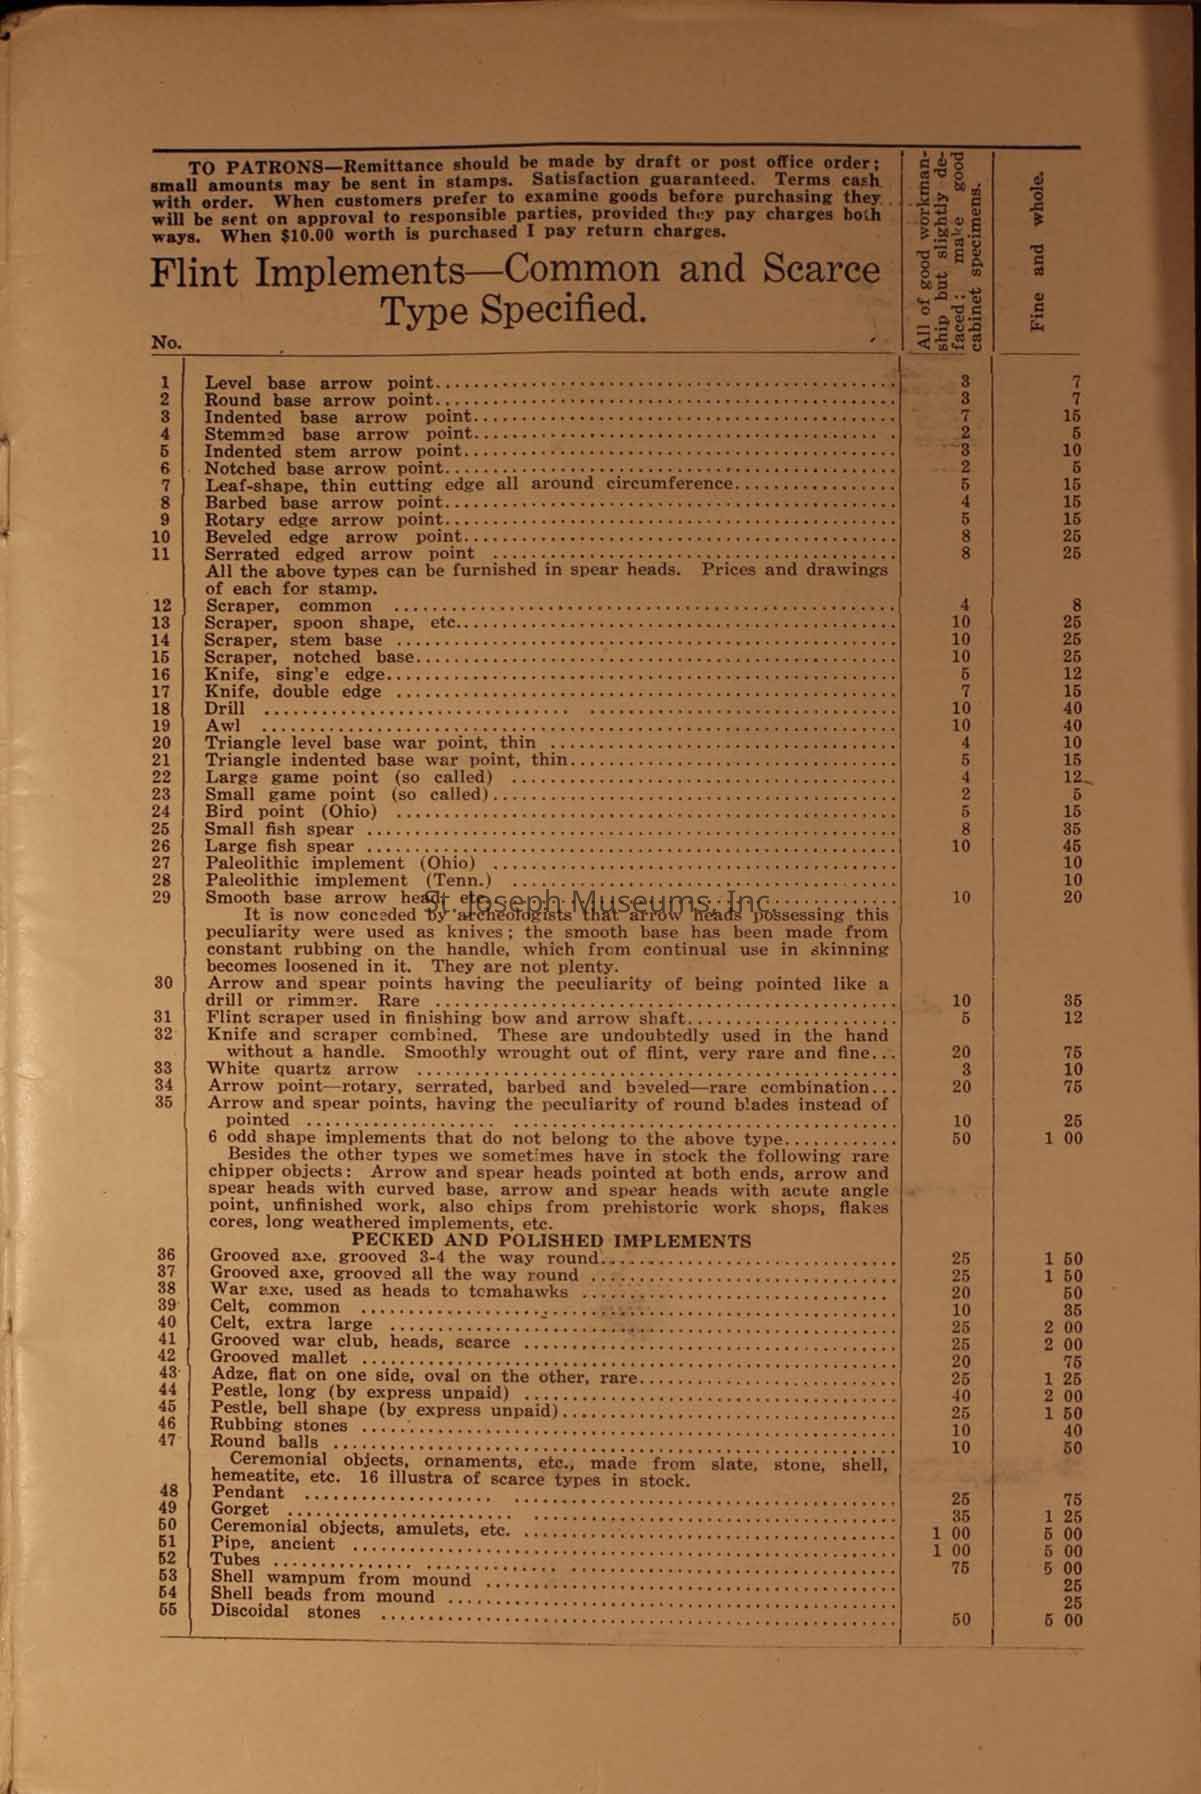 TO PATRONS—Remittance should be made by draft or post office order;
small amounts may be sent in stamps. Satisfaction guaranteed. Terms cash
with order. When customers prefer to examine goods before purchasing they
will be sent on approval to responsible parties, provided they pay charges both
ways. When $10.00 worth is purchased I pay return charges.
Flint Implements—Common and Scarce
Type Specified.
No.
All of good workman-
ship but slightly de-
faced; make good
cabinet specimens.
Fine and whole.
1 Level base arrow point 3 7
2 Round base arrow point 3 7
3 Indented base arrow point 7 15
4 Stemmed base arrow point 2 5
5 Indented stem arrow point 3 10
6 Notched base arrow point 2 5
7 Leaf-shape, thin cutting edge all around circumference 5 15
8 Barbed base arrow point 4 15
9 Rotary edge arrow point 5 15
10 Beveled edge arrow point 8 25
11 Serrated edged arrow point 8 25
All the above types can be furnished in spear heads. Prices and drawings
of each for stamp.
12 Scraper, common 4 8
13 Scraper, spoon shape, etc 10 25
14 Scraper, stem base 10 25
15 Scraper, notched base 10 25
16 Knife, sing'e edge 5 12
17 Knife, double edge 7 15
18 Drill 10 40
19 Awl 10 40
20 Triangle level base war point, thin 4 10
21 Triangle indented base war point, thin 5 15
22 Large game point (so called) 4 12
23 Small game point (so called) 2 5
24 Bird point (Ohio) 5 15
25 Small fish spear 8 35
26 Large fish spear 10 45
27 Paleolithic implement (Ohio) 10
28 Paleolithic implement (Tenn.) 10
29 Smooth base arrow head, etc 10 20
St. Joseph Museums, Inc
It is now conceded by archeologists that arrow heads possessing this
peculiarity were used as knives; the smooth base has been made from
constant rubbing on the handle, which from continual use in skinning
becomes loosened in it. They are not plenty.
30 Arrow and spear points having the peculiarity of being pointed like a
drill or rimmer. Rare 10 35
31 Flint scraper used in finishing bow and arrow shaft 5 12
32 Knife and scraper combined. These are undoubtedly used in the hand
without a handle. Smoothly wrought out of flint, very rare and fine 20 75
33 White quartz arrow 3 10
34 Arrow point—rotary, serrated, barbed and beveled—rare combination 20 75
35 Arrow and spear points, having the peculiarity of round blades instead of
pointed 10 25
6 odd shape implements that do not belong to the above type 50 1 00
Besides the other types we sometimes have in stock the following rare
chipper objects: Arrow and spear heads pointed at both ends, arrow and
spear heads with curved base, arrow and spear heads with acute angle
point, unfinished work, also chips from prehistoric work shops, flakes
cores, long weathered implements, etc.
PECKED AND POLISHED IMPLEMENTS
36 Grooved axe, grooved 3-4 the way round 25 1 50
37 Grooved axe, grooved all the way round 25 1 50
38 War axe, used as heads to tomahawks 20 50
39 Celt, common 10 35
40 Celt, extra large 25 2 00
41 Grooved war club, heads, scarce 25 2 00
42 Grooved mallet 20 75
43 Adze, flat on one side, oval on the other, rare 25 1 25
44 Pestle, long (by express unpaid) 40 2 00
45 Pestle, bell shape (by express unpaid) 25 1 50
46 Rubbing stones 10 40
47 Round balls 10 50
Ceremonial objects, ornaments, etc., made from slate, stone, shell,
hemeatite, etc. 16 illustra of scarce types in stock.
48 Pendant 25 75
49 Gorget 35 1 25
50 Ceremonial objects, amulets, etc. 1 00 5 00
51 Pipe, ancient 1 00 5 00
52 Tubes 75 5 00
53 Shell wampum from mound 25
54 Shell beads from mound 25
55 Discoidal stones 50 5 00